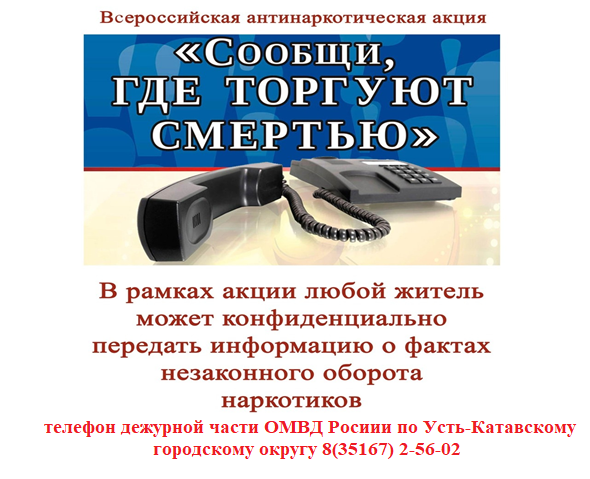 Всероссийская антинаркотическая акция
«Сообщи,
ГДЕ ТОРГУЮТ
СМЕРТЬЮ»
В рамках акции любой житель
может конфиденциально
передать информацию о фактах
незаконного оборота
наркотиков
телефон дежурной части ОМВД Росиии по Усть-Катавскому
городскому округу 8(35167) 2-56-02